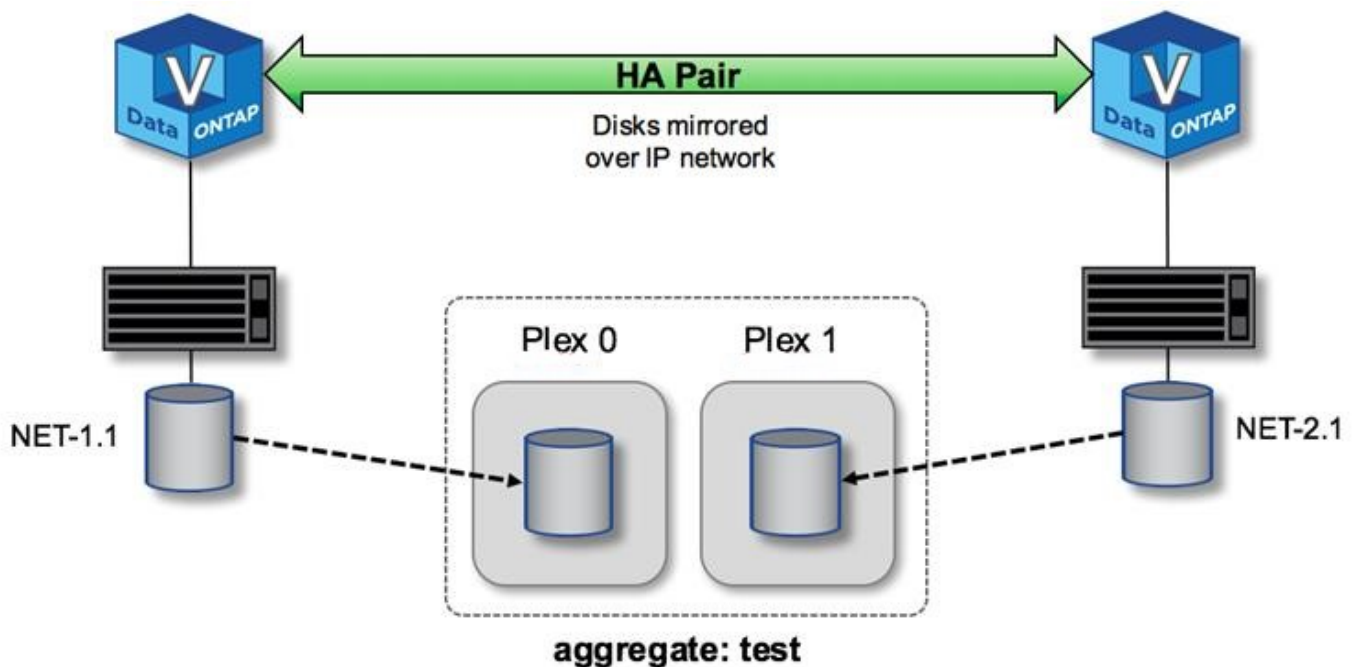 V
Data ONTAP
HA Pair
Disks mirrored
over IP network
V
Data ONTAP
Plex 0
Plex 1
NET-1.1
NET-2.1
aggregate: test